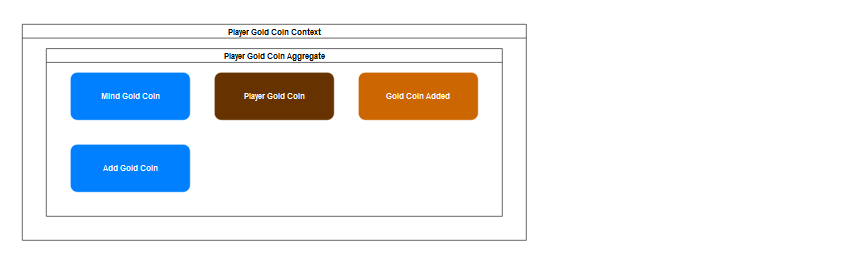 Player Gold Coin Context
Player Gold Coin Aggregate
Mind Gold Coin
Player Gold Coin
Gold Coin Added
Add Gold Coin